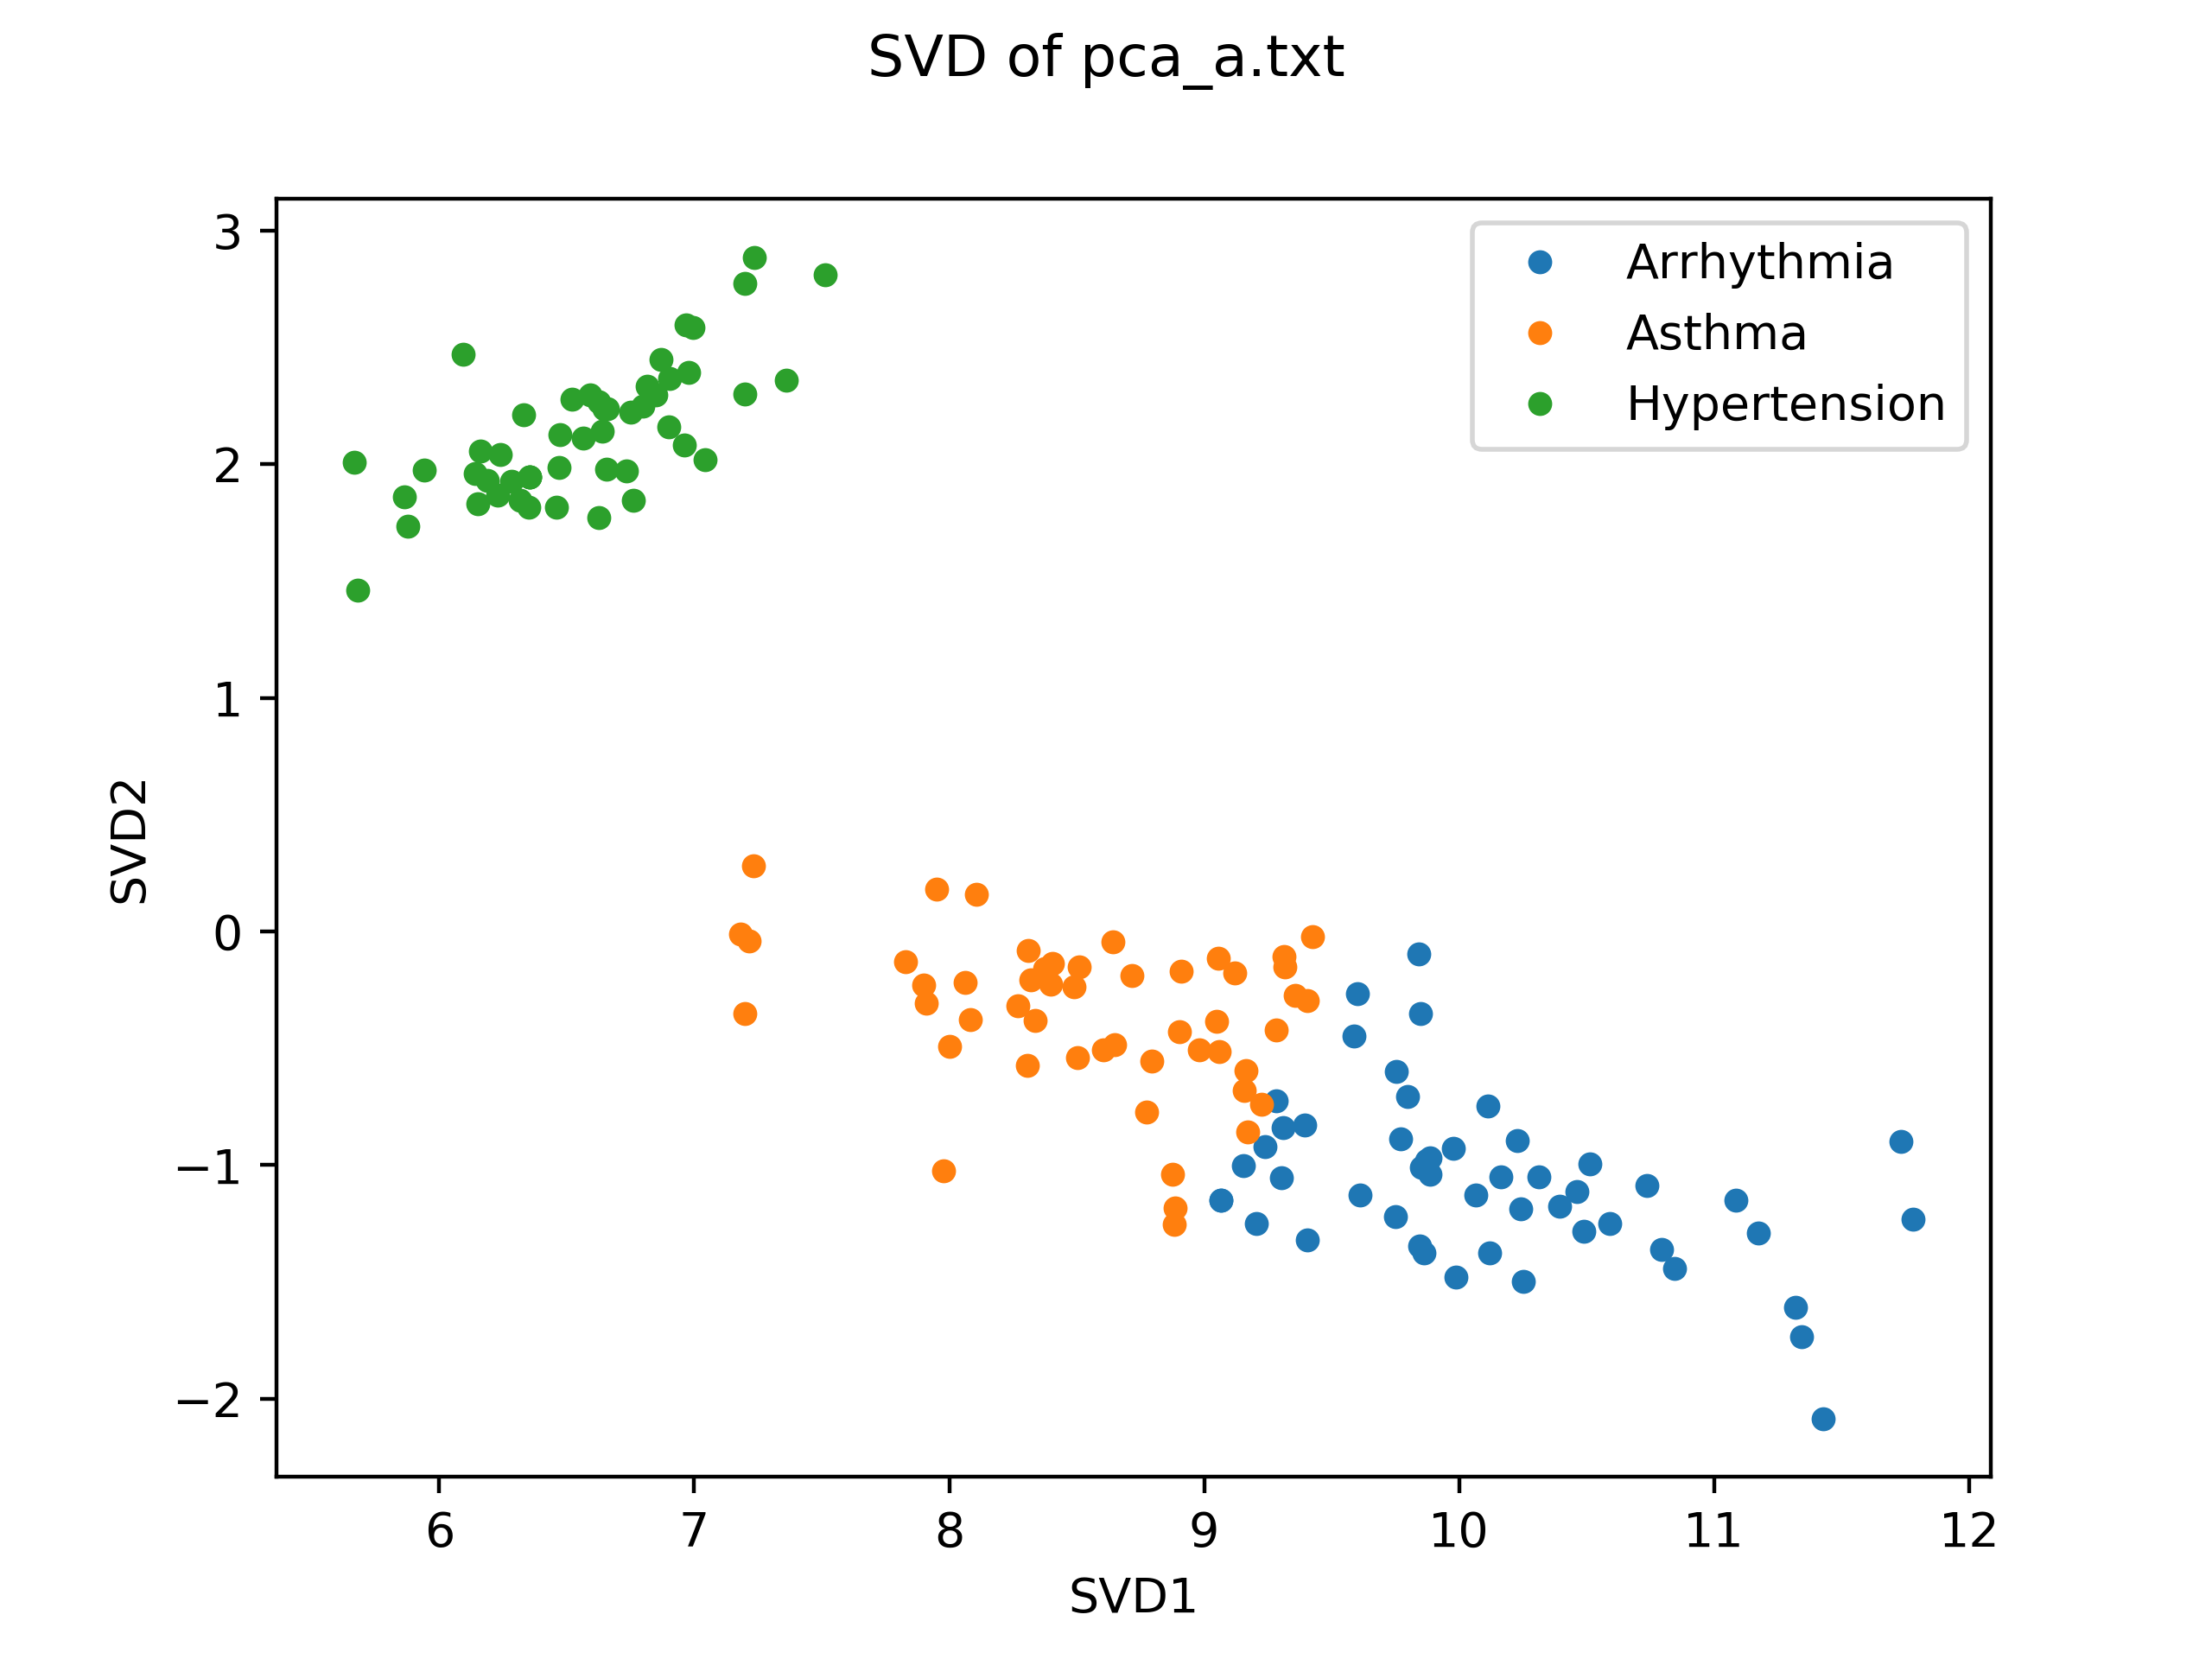 SVD of pca_a.txt
Arrhythmia
Asthma
Hypertension
3
2
1
0
−1
−2
SVD2
6 7 8 9 10 11 12
SVD1